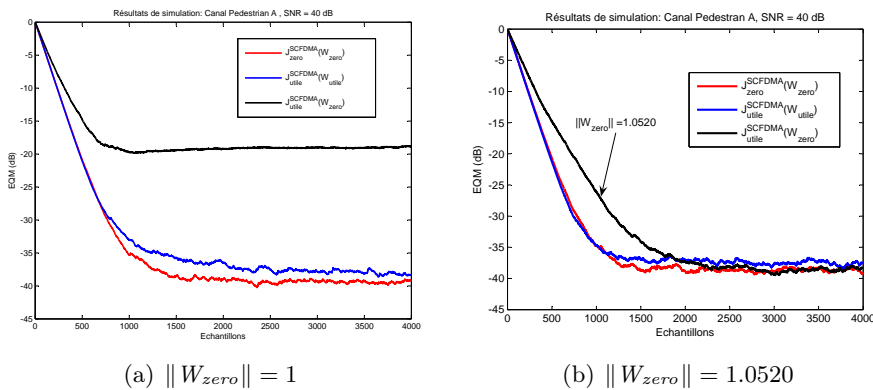 Résultats de simulation: Canal Pedestrian A , SNR = 40 dB
0
-5
-10
-15
-20
-25
-30
-35
-40
-45
EQM (dB)
J_zero^SCFDMA(W_zero)
J_utile^SCFDMA(W_utile)
J_utile^SCFDMA(W_zero)
0 500 1000 1500 2000 2500 3000 3500 4000
Echantillons
(a) ‖W_zero‖ = 1
Résultats de simulation: Canal Pedestrian A, SNR = 40 dB
0
-5
-10
-15
-20
-25
-30
-35
-40
-45
EQM (dB)
J_zero^SCFDMA(W_zero)
J_utile^SCFDMA(W_utile)
J_utile^SCFDMA(W_zero)
||W_zero|| =1.0520
0 500 1000 1500 2000 2500 3000 3500 4000
Echantillons
(b) ‖W_zero‖ = 1.0520